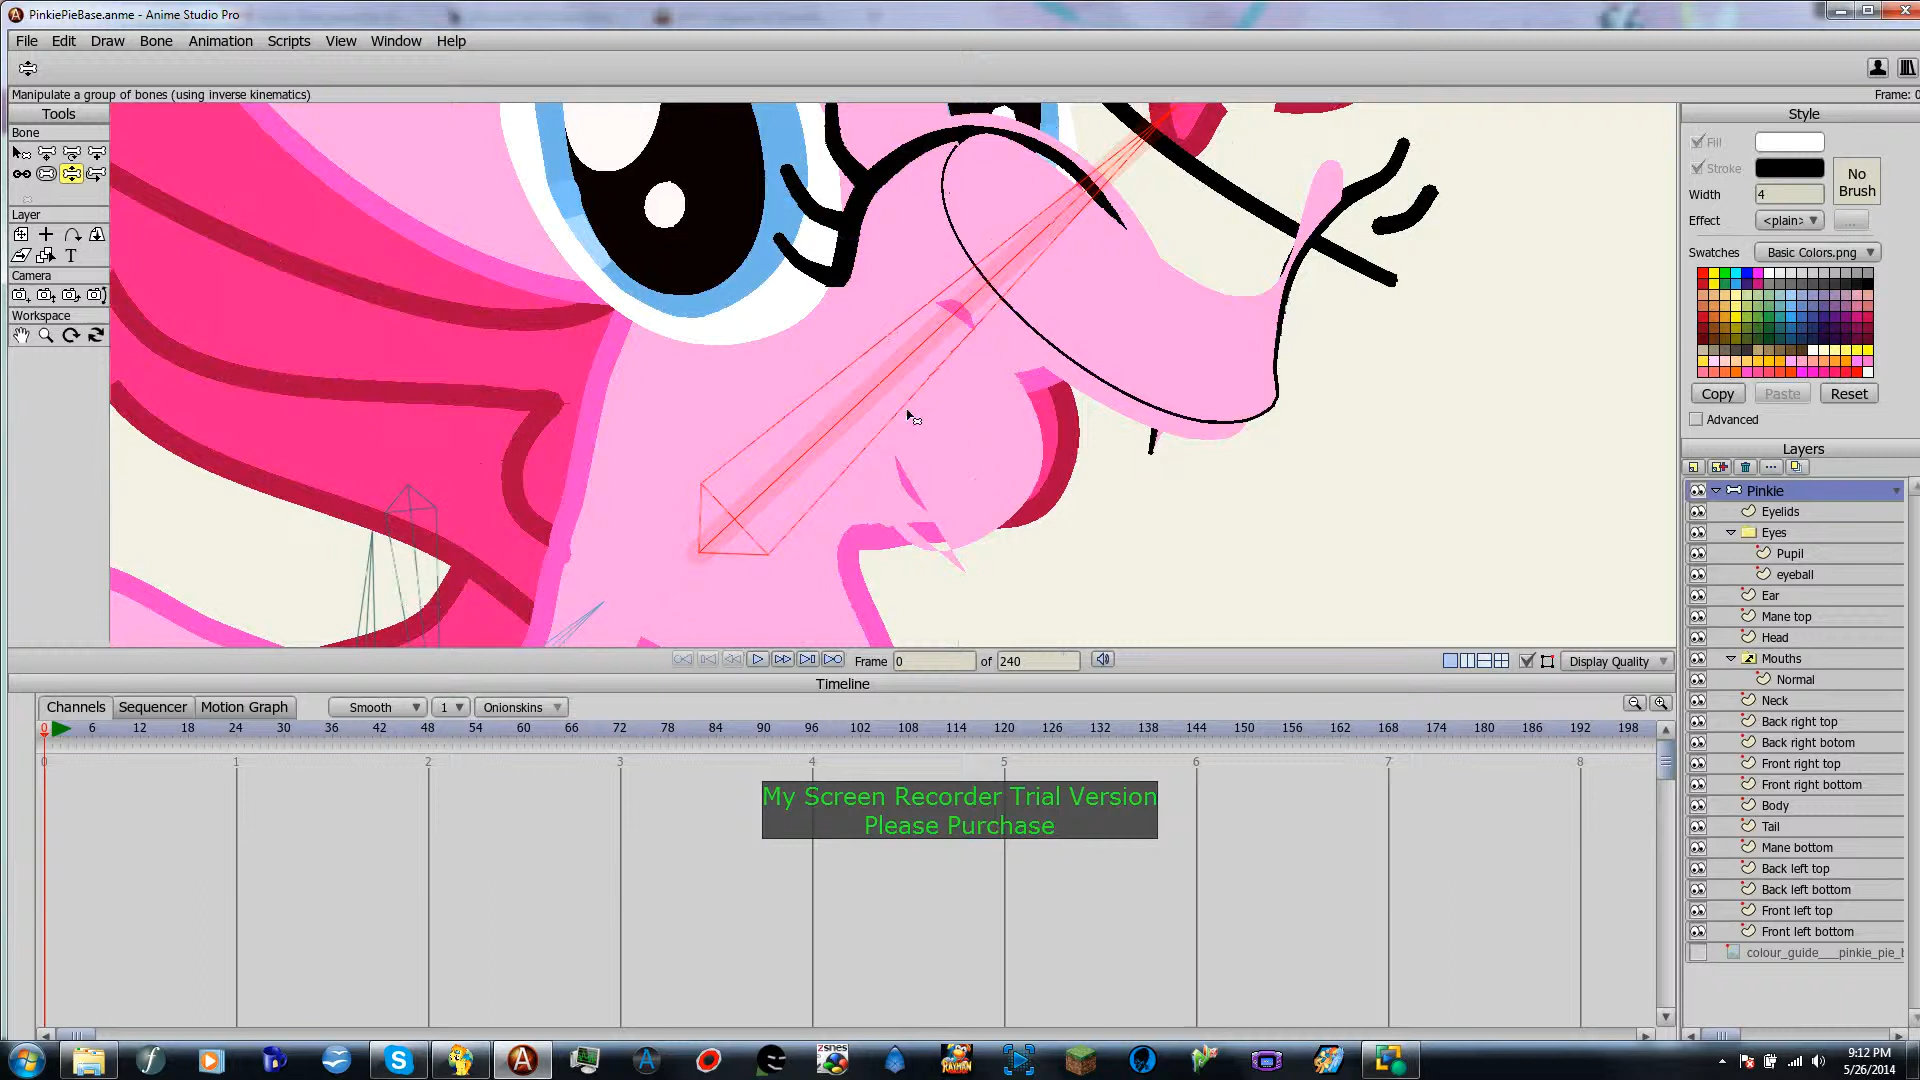 PinkiePieBase.anme - Anime Studio Pro
File Edit Draw Bone Animation Scripts View Window Help
Manipulate a group of bones (using inverse kinematics)
Frame: 0
Tools
Bone
Layer
T
Camera
Workspace
Style
Fill
Stroke
No Brush
Width 4
Effect <plain> ...
Swatches Basic Colors.png
Copy Paste Reset
Advanced
Layers
Pinkie
Eyelids
Eyes
Pupil
eyeball
Ear
Mane top
Head
Mouths
Normal
Neck
Back right top
Back right botom
Front right top
Front right bottom
Body
Tail
Mane bottom
Back left top
Back left bottom
Front left top
Front left bottom
colour_guide___pinkie_pie_
Frame 0 of 240
Display Quality
Timeline
Channels Sequencer Motion Graph Smooth 1 Onionskins
0 6 12 18 24 30 36 42 48 54 60 66 72 78 84 90 96 102 108 114 120 126 132 138 144 150 156 162 168 174 180 186 192 198
0 1 2 3 4 5 6 7 8
My Screen Recorder Trial Version
Please Purchase
zsnes
RAYMAN
9:12 PM
5/26/2014